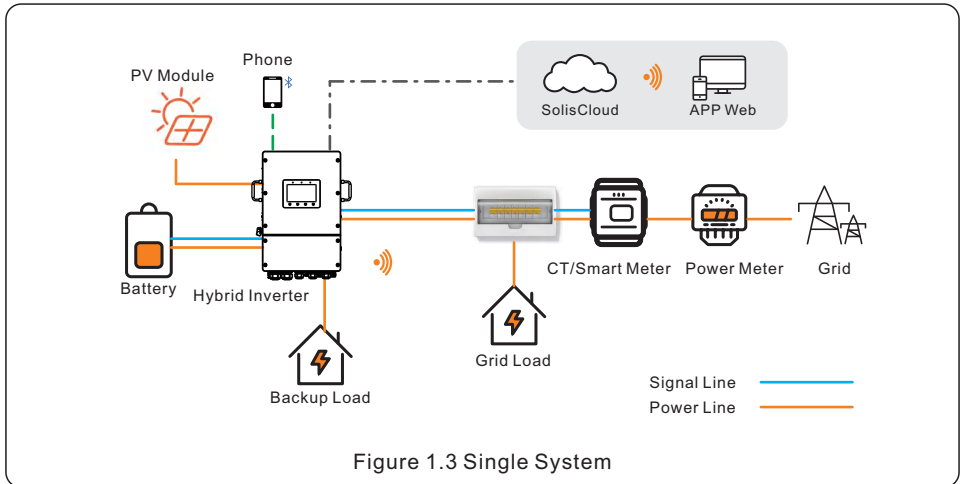 Phone
PV Module
SolisCloud
APP Web
Battery
Hybrid Inverter
CT/Smart Meter
Power Meter
Grid
Grid Load
Backup Load
Signal Line
Power Line
Figure 1.3 Single System